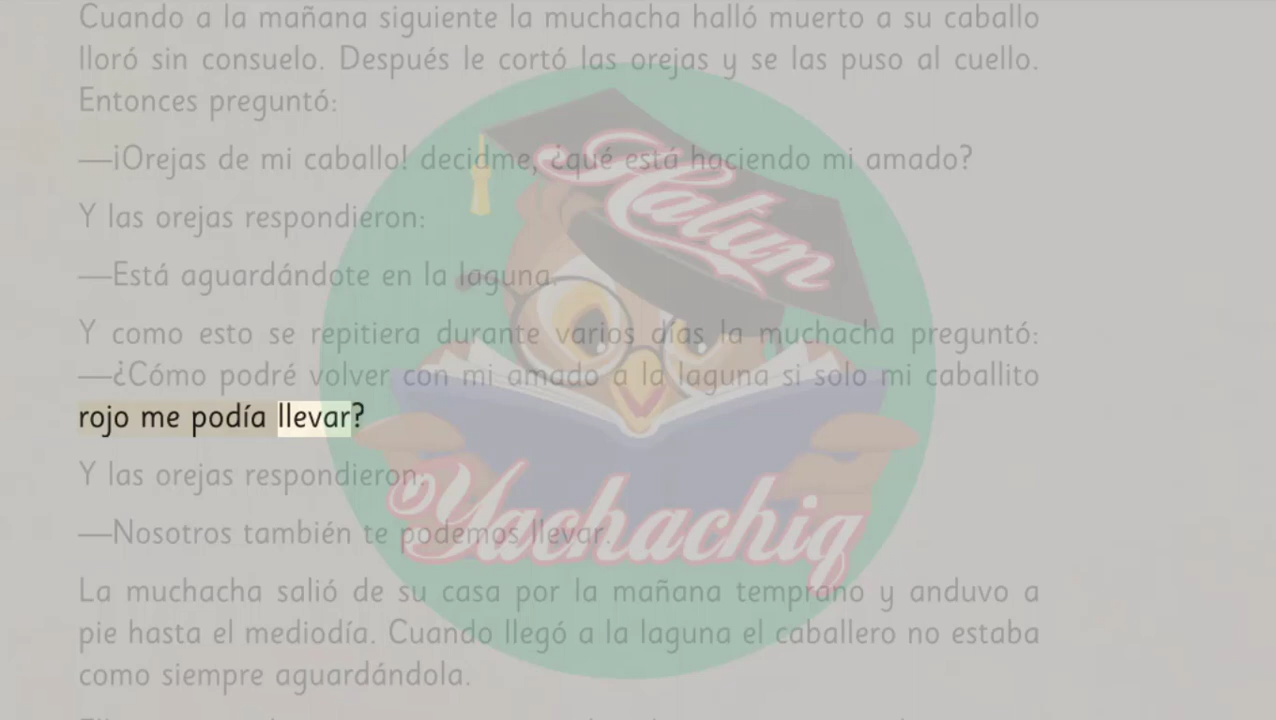 Cuando a la mañana siguiente la muchacha halló muerto a su caballo
lloró sin consuelo. Después le cortó las orejas y se las puso al cuello.
Entonces preguntó:
—¡Orejas de mi caballo! decidme, ¿qué está haciendo mi amado?
Y las orejas respondieron:
—Está aguardándote en la laguna.
Y como esto se repitiera durante varios días la muchacha preguntó:
—¿Cómo podré volver con mi amado a la laguna si solo mi caballito
rojo me podía llevar?
Y las orejas respondieron:
—Nosotros también te podemos llevar.
La muchacha salió de su casa por la mañana temprano y anduvo a
pie hasta el mediodía. Cuando llegó a la laguna el caballero no estaba
como siempre aguardándola.
Hatun
Yachachiq